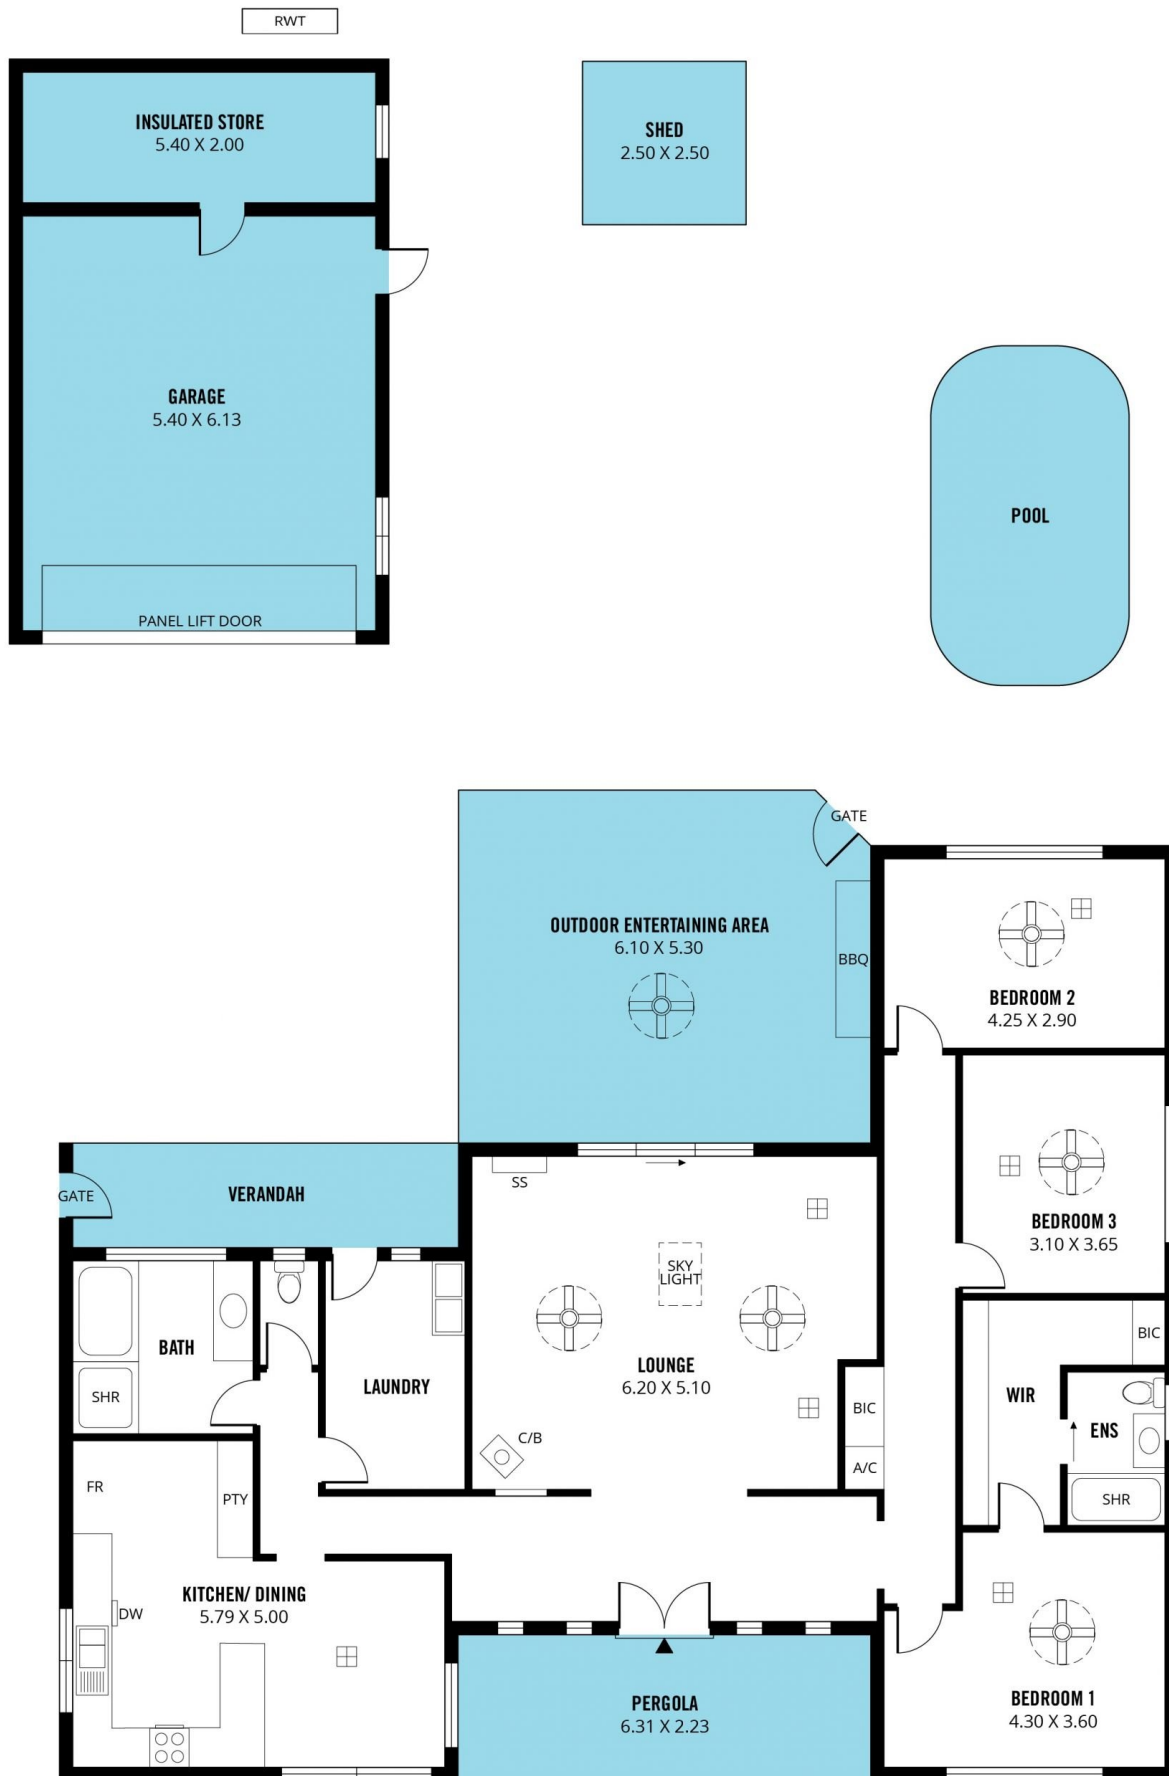 RWT
INSULATED STORE
5.40 X 2.00
SHED
2.50 X 2.50
GARAGE
5.40 X 6.13
PANEL LIFT DOOR
POOL
GATE
OUTDOOR ENTERTAINING AREA
6.10 X 5.30
BBQ
BEDROOM 2
4.25 X 2.90
GATE
VERANDAH
SS
BEDROOM 3
3.10 X 3.65
SKY
LIGHT
BATH
SHR
LAUNDRY
LOUNGE
6.20 X 5.10
BIC
A/C
C/B
BIC
WIR
ENS
SHR
FR
PTY
KITCHEN/ DINING
5.79 X 5.00
DW
PERGOLA
6.31 X 2.23
BEDROOM 1
4.30 X 3.60